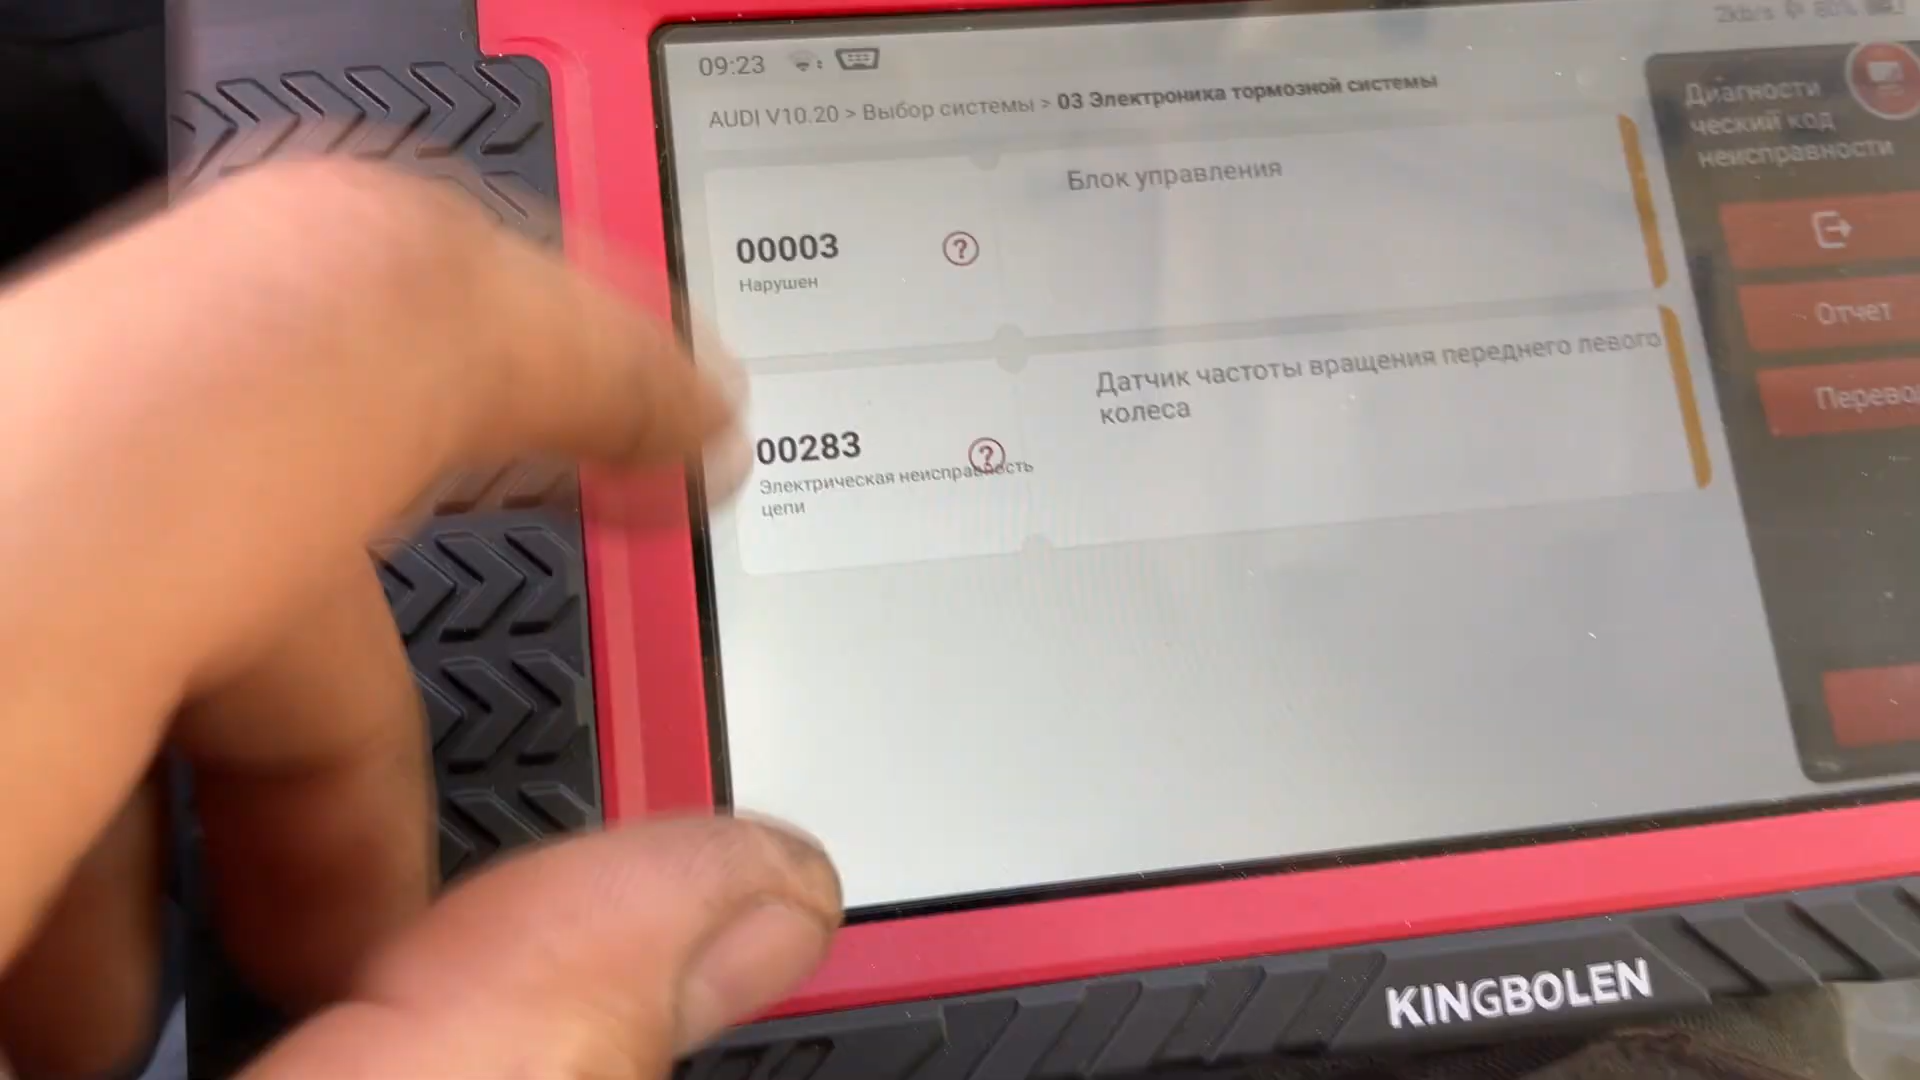 09:23
AUDI V10.20 > Выбор системы > 03 Электроника тормозной системы
00003
Нарушен
Блок управления
00283
Электрическая неисправность
цепи
Датчик частоты вращения переднего левого
колеса
Диагности
ческий код
неисправности
Отчет
KINGBOLEN